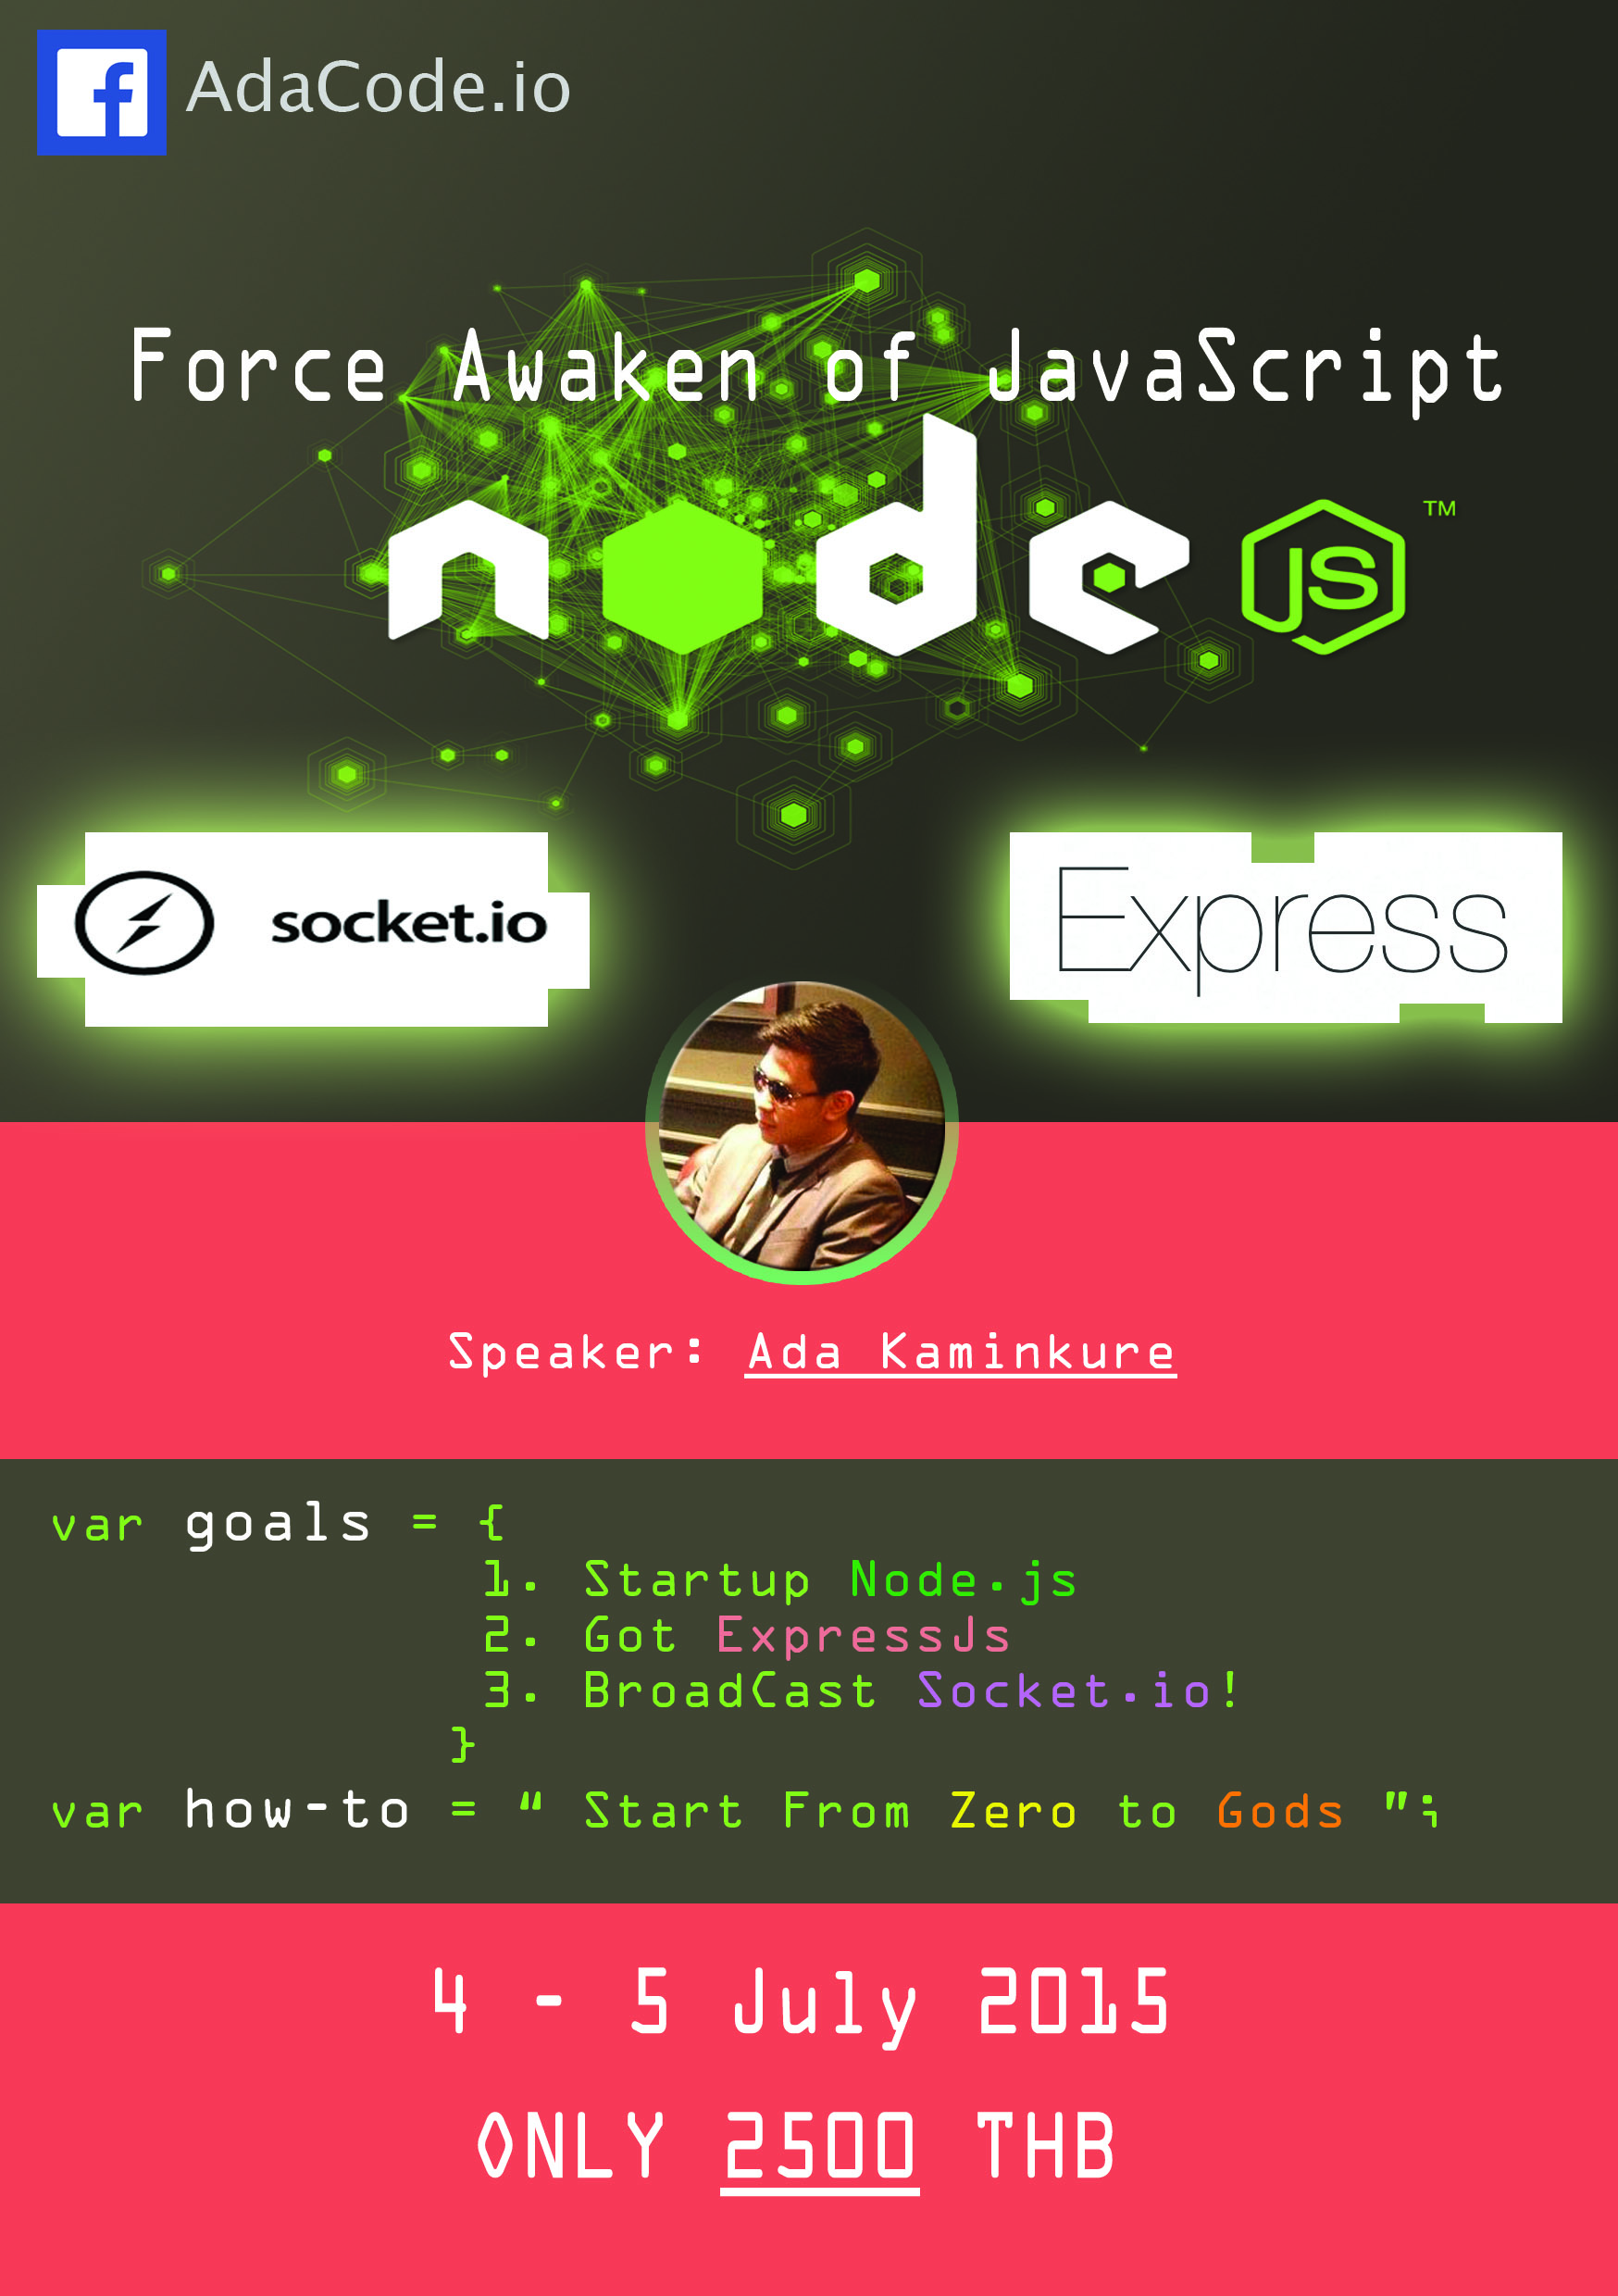 AdaCode.io
Force Awaken of JavaScript
node JS ™
socket.io
Express
Speaker: Ada Kaminkure
var goals = {
1. Startup Node.js
2. Got ExpressJs
3. BroadCast Socket.io!
}
var how-to = “ Start From Zero to Gods ”;
4 - 5 July 2015
ONLY 2500 THB